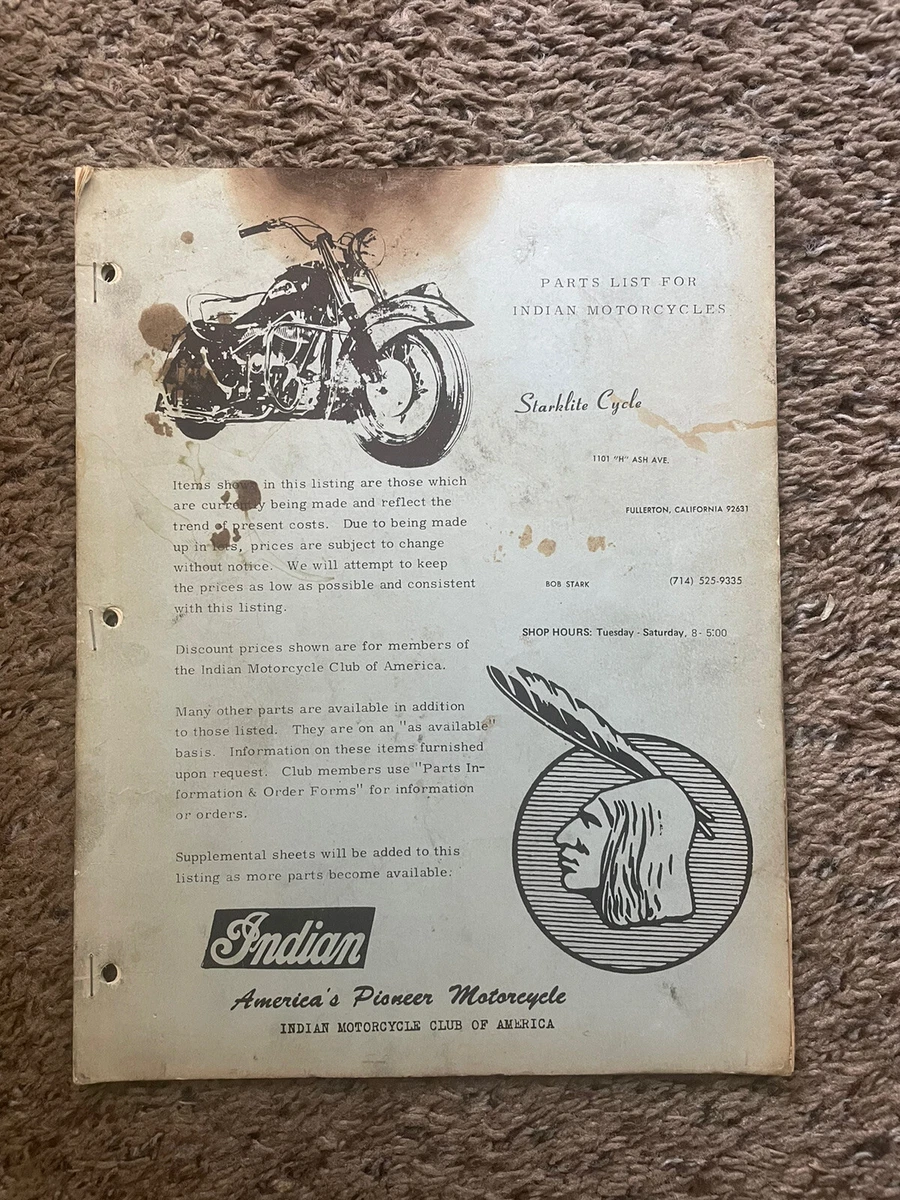 PARTS LIST FOR
INDIAN MOTORCYCLES
Starklite Cycle
1101 "H" ASH AVE.
FULLERTON, CALIFORNIA 92631
BOB STARK (714) 525-9335
SHOP HOURS: Tuesday - Saturday, 8 - 5:00
Items shown in this listing are those which
are currently being made and reflect the
trend of present costs. Due to being made
up in lots, prices are subject to change
without notice. We will attempt to keep
the prices as low as possible and consistent
with this listing.
Discount prices shown are for members of
the Indian Motorcycle Club of America.
Many other parts are available in addition
to those listed. They are on an "as available"
basis. Information on these items furnished
upon request. Club members use "Parts In-
formation & Order Forms" for information
or orders.
Supplemental sheets will be added to this
listing as more parts become available.
Indian
America's Pioneer Motorcycle
INDIAN MOTORCYCLE CLUB OF AMERICA